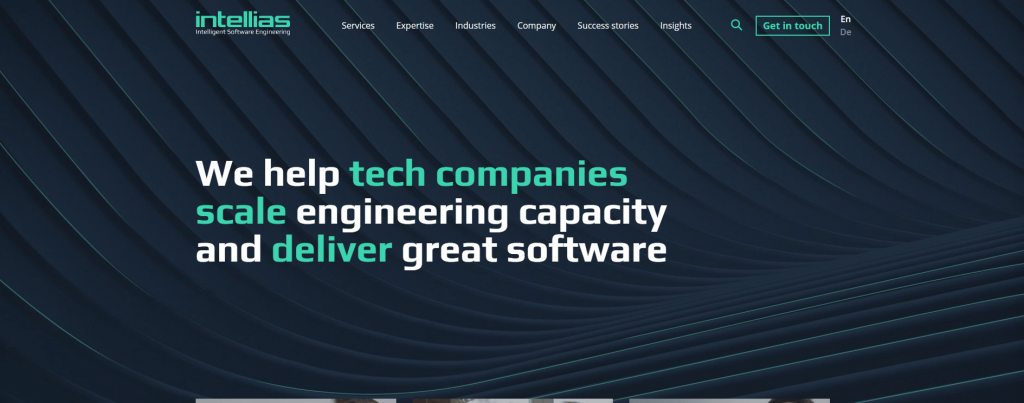 intellias
Intelligent Software Engineering
Services Expertise Industries Company Success stories Insights
Get in touch
En
De
We help tech companies
scale engineering capacity
and deliver great software